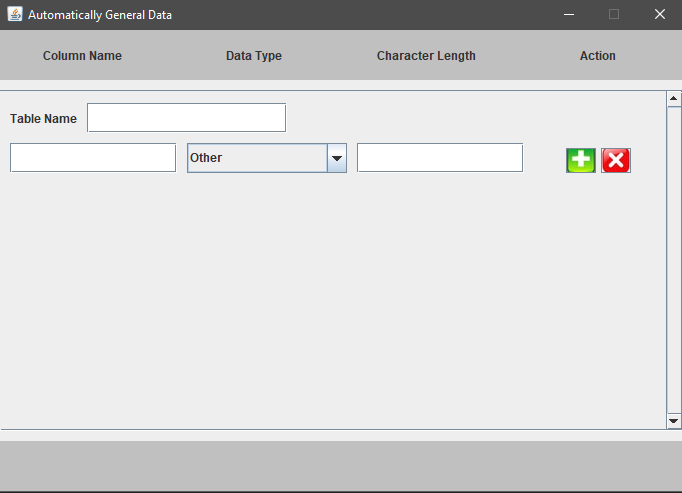 Automatically General Data
Column Name Data Type Character Length Action
Table Name
Other